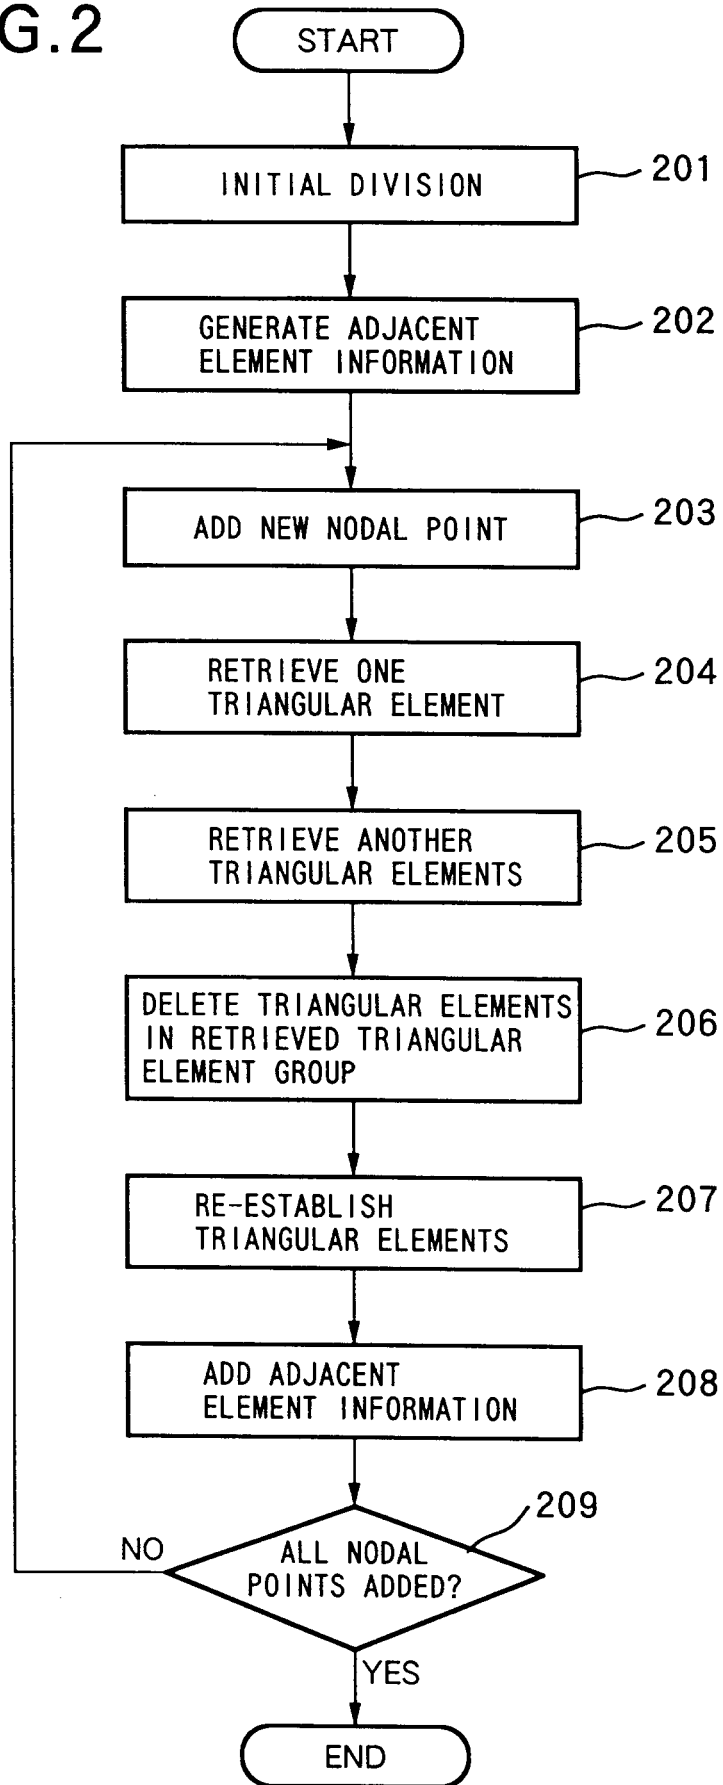 G.2
START
INITIAL DIVISION
201
GENERATE ADJACENT
ELEMENT INFORMATION
202
ADD NEW NODAL POINT
203
RETRIEVE ONE
TRIANGULAR ELEMENT
204
RETRIEVE ANOTHER
TRIANGULAR ELEMENTS
205
DELETE TRIANGULAR ELEMENTS
IN RETRIEVED TRIANGULAR
ELEMENT GROUP
206
RE-ESTABLISH
TRIANGULAR ELEMENTS
207
ADD ADJACENT
ELEMENT INFORMATION
208
209
NO
ALL NODAL
POINTS ADDED?
YES
END